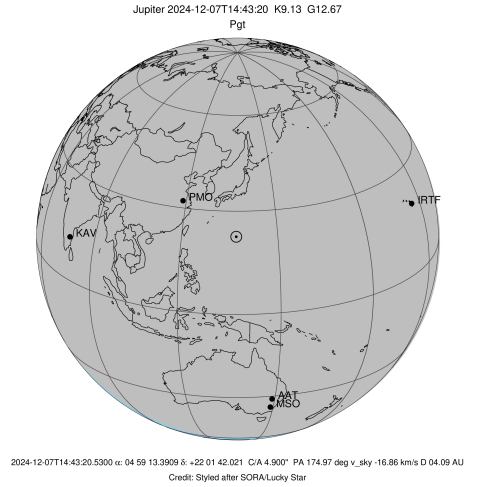 Jupiter 2024-12-07T14:43:20 K9.13 G12.67
Pgt
PMO
IRTF
KAV
AAT
MSO
2024-12-07T14:43:20.5300 α: 04 59 13.3909 δ: +22 01 42.021 C/A 4.900" PA 174.97 deg v_sky -16.86 km/s D 04.09 AU
Credit: Styled after SORA/Lucky Star